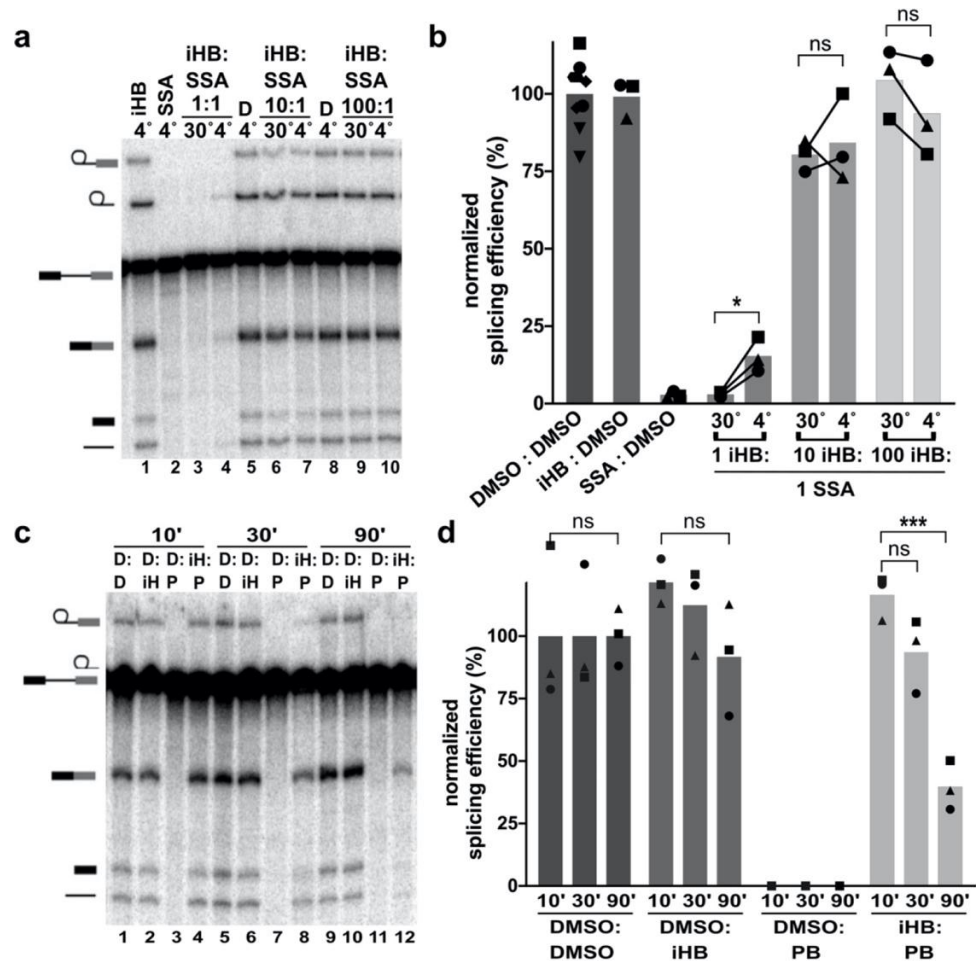 a
iHB: iHB: iHB:
SSA SSA SSA
iHB SSA 1:1 D 10:1 D 100:1
4° 4° 30° 4° 4° 30° 4° 4° 30° 4°
1 2 3 4 5 6 7 8 9 10
b
normalized
splicing efficiency (%)
100
75
50
25
0
* ns ns
30° 4° 30° 4° 30° 4°
DMSO : DMSO
iHB : DMSO
SSA : DMSO
1 iHB: 10 iHB: 100 iHB:
1 SSA
c
10' 30' 90'
D: D: D: iH: D: D: D: iH: D: D: D: iH:
D iH P P D iH P P D iH P P
1 2 3 4 5 6 7 8 9 10 11 12
d
normalized
splicing efficiency (%)
100
75
50
25
0
ns ns *** ns
10' 30' 90' 10' 30' 90' 10' 30' 90' 10' 30' 90'
DMSO: DMSO: DMSO: iHB:
DMSO iHB PB PB